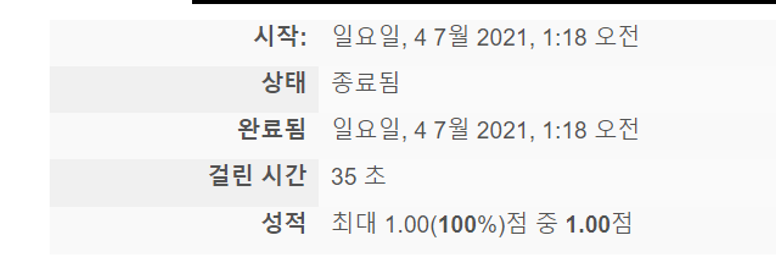 시작: 일요일, 4 7월 2021, 1:18 오전
상태 종료됨
완료됨 일요일, 4 7월 2021, 1:18 오전
걸린 시간 35 초
성적 최대 1.00(100%)점 중 1.00점